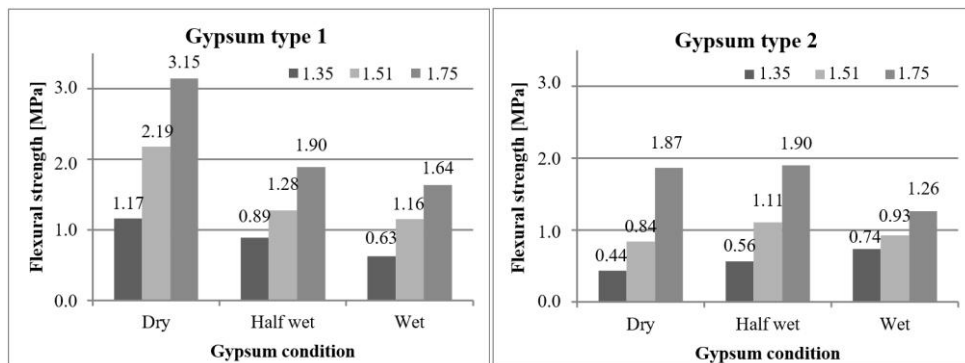 Gypsum type 1
1.35 1.51 1.75
Flexural strength [MPa]
3.0
2.0
1.0
0.0
1.17
2.19
3.15
0.89
1.28
1.90
0.63
1.16
1.64
Dry Half wet Wet
Gypsum condition
Gypsum type 2
1.35 1.51 1.75
Flexural strength [MPa]
3.0
2.0
1.0
0.0
0.44
0.84
1.87
0.56
1.11
1.90
0.74
0.93
1.26
Dry Half wet Wet
Gypsum condition